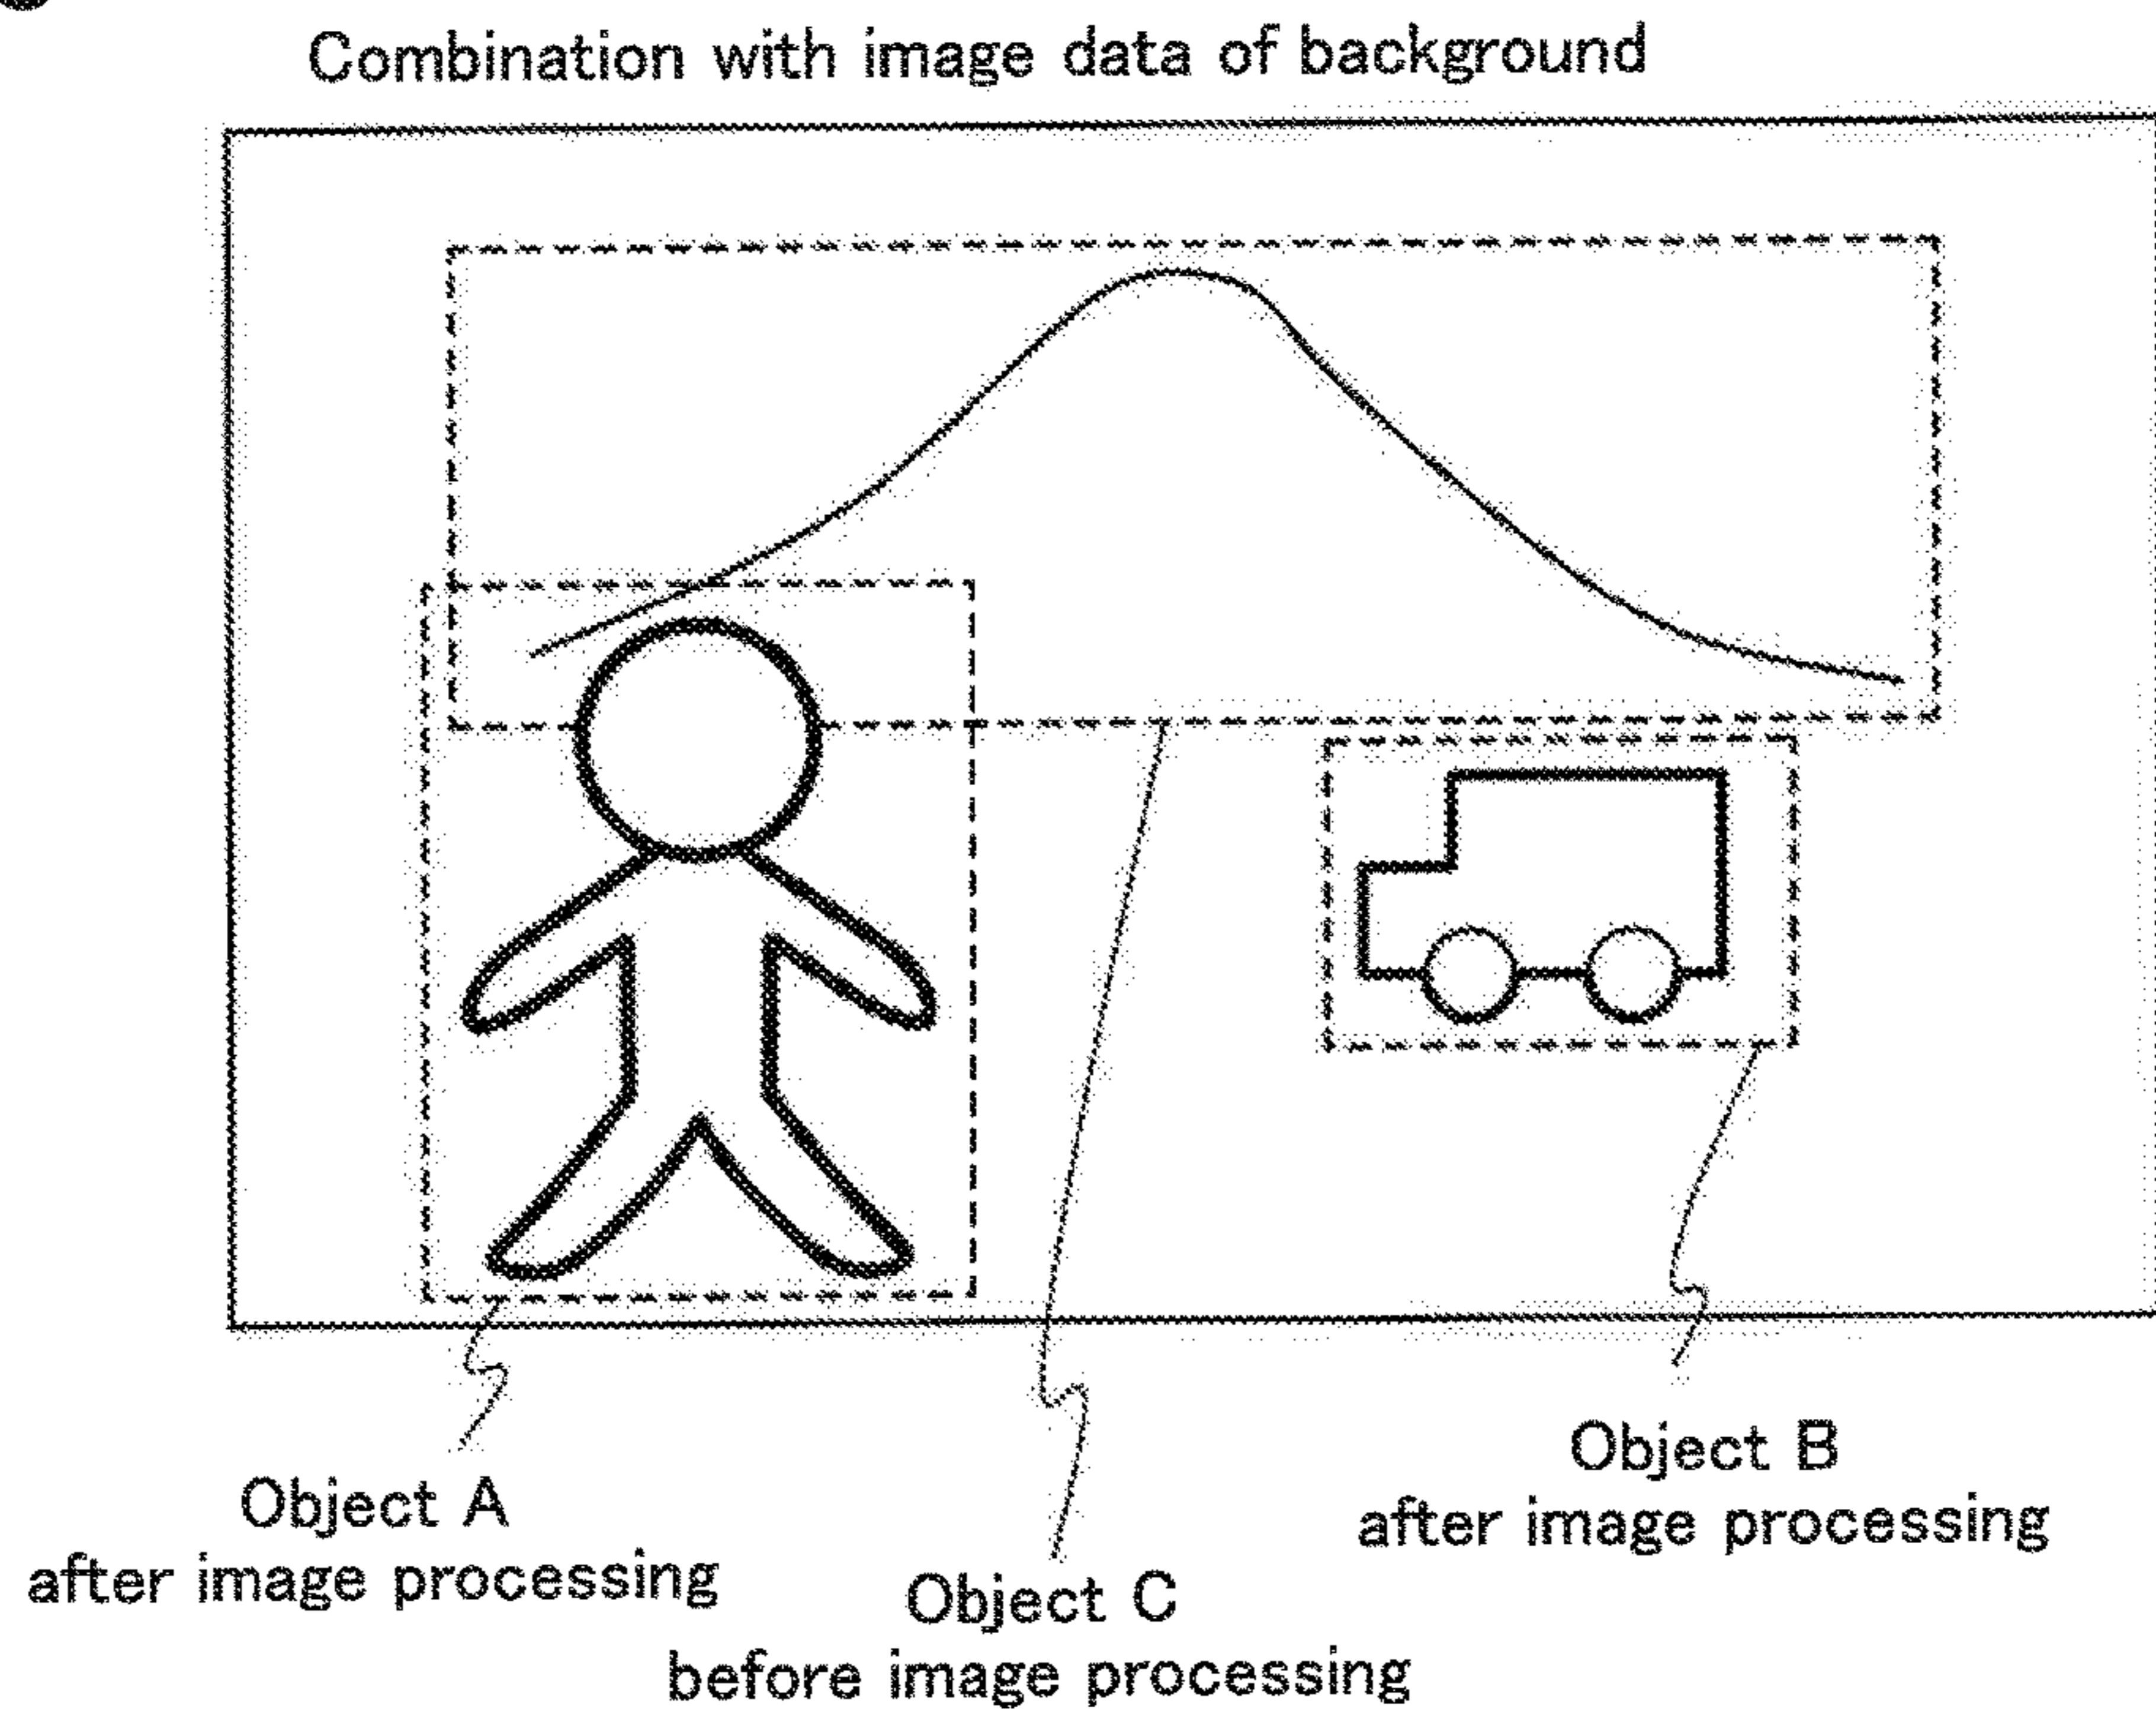 Combination with image data of background
Object A
after image processing
Object C
before image processing
Object B
after image processing